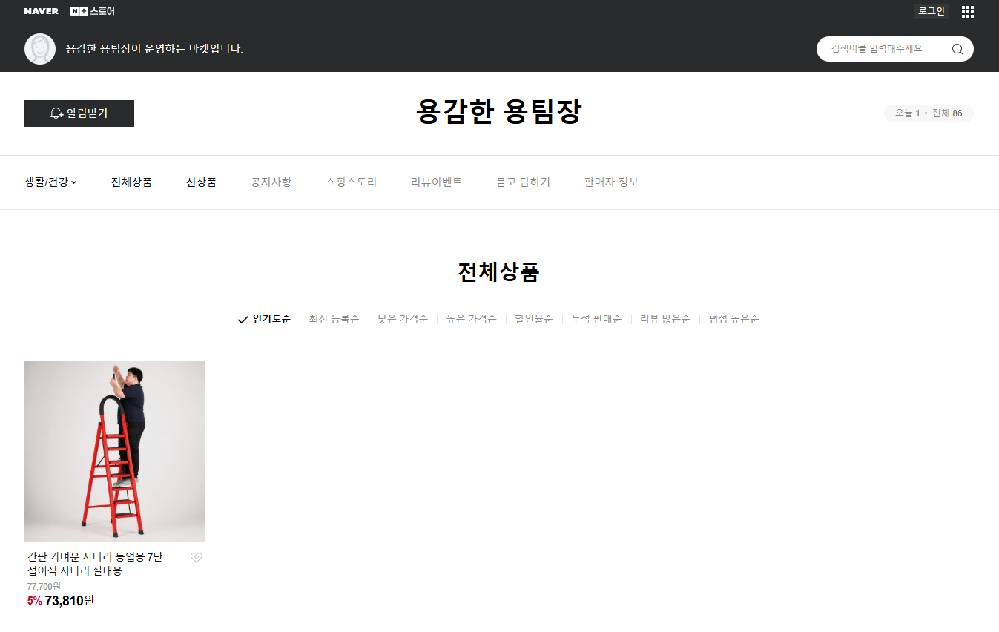 NAVER N+스토어 로그인
용감한 용팀장이 운영하는 마켓입니다. 검색어를 입력해주세요
알림받기 용감한 용팀장 오늘 1 • 전체 86
생활/건강 전체상품 신상품 공지사항 쇼핑스토리 리뷰이벤트 묻고 답하기 판매자 정보
전체상품
인기도순 최신 등록순 낮은 가격순 높은 가격순 할인율순 누적 판매순 리뷰 많은순 평점 높은순
간판 가벼운 사다리 농업용 7단
접이식 사다리 실내용
77,700원
5% 73,810원